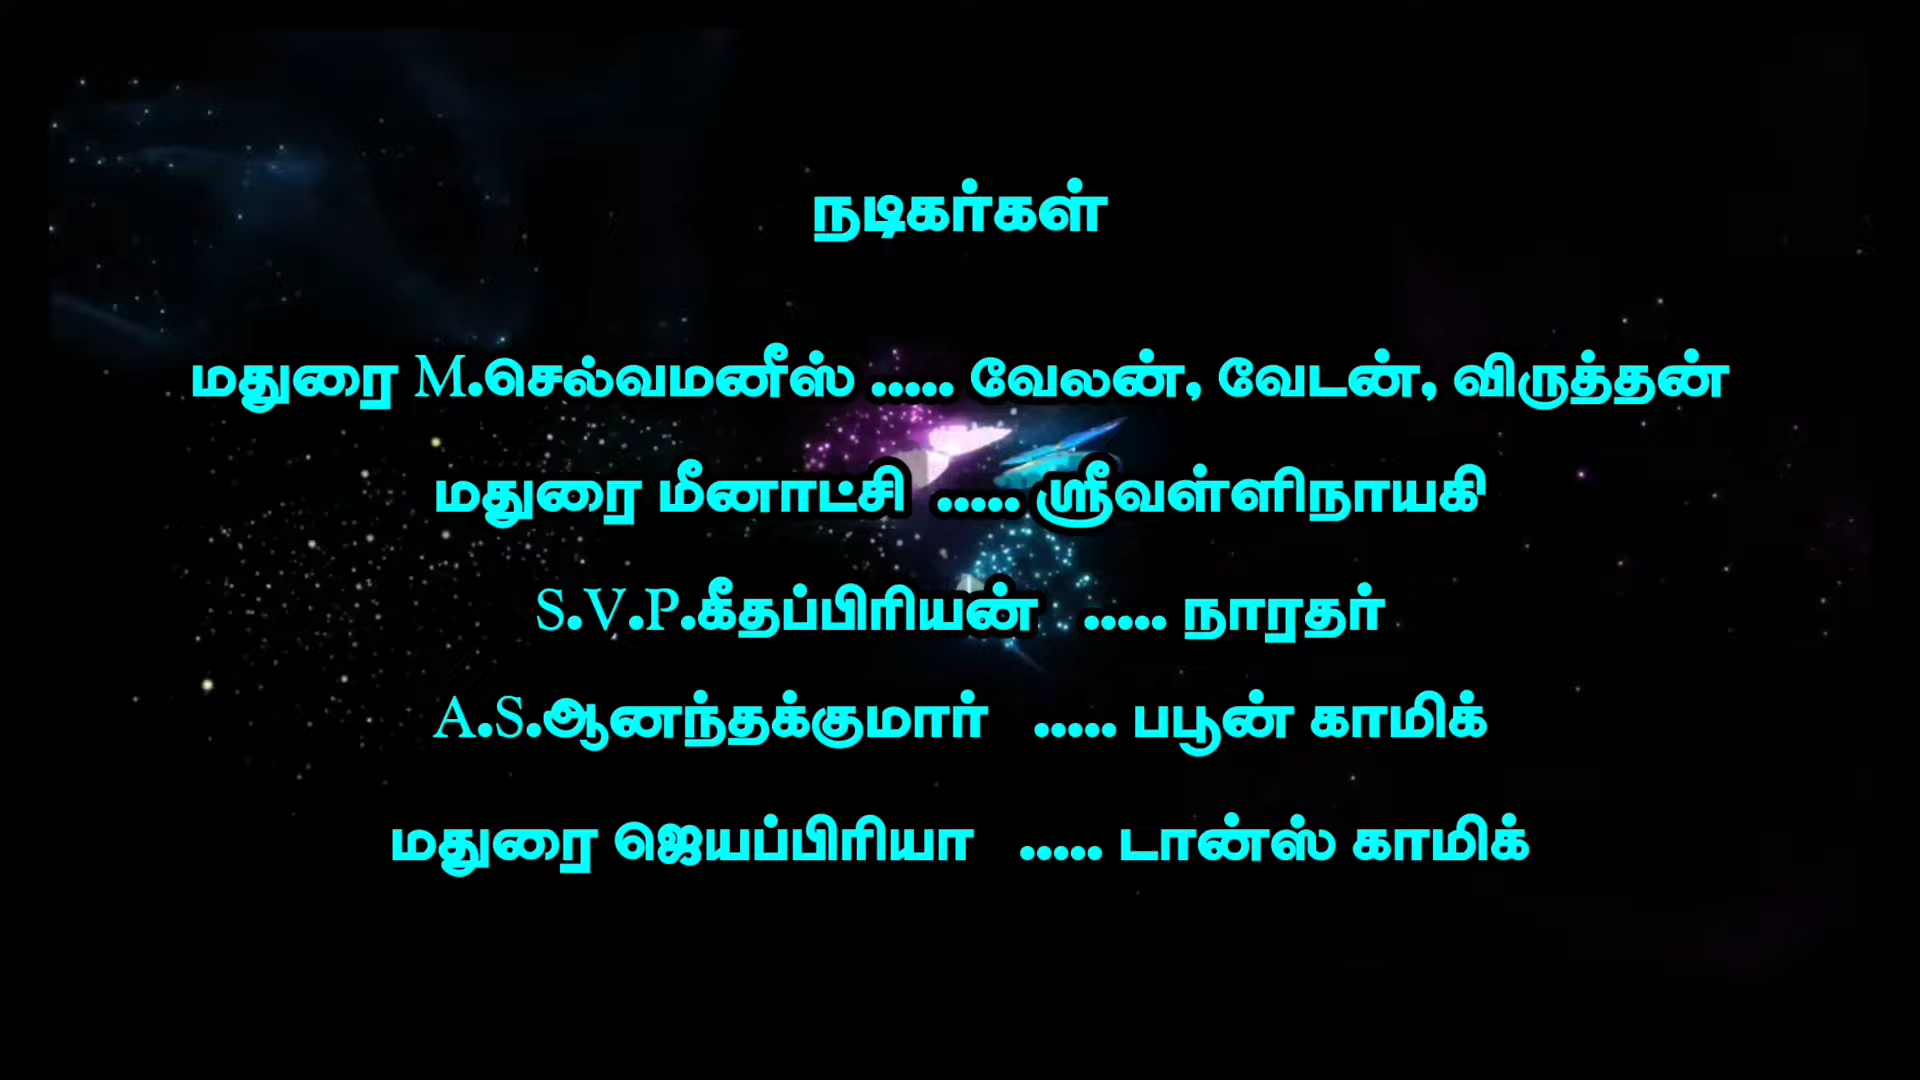 நடிகர்கள்
மதுரை M.செல்வமனீஸ் ..... வேலன், வேடன், விருத்தன்
மதுரை மீனாட்சி ..... ஸ்ரீவள்ளிநாயகி
S.V.P.கீதப்பிரியன் ..... நாரதர்
A.S.ஆனந்தக்குமார் ..... பபூன் காமிக்
மதுரை ஜெயப்பிரியா ..... டான்ஸ் காமிக்